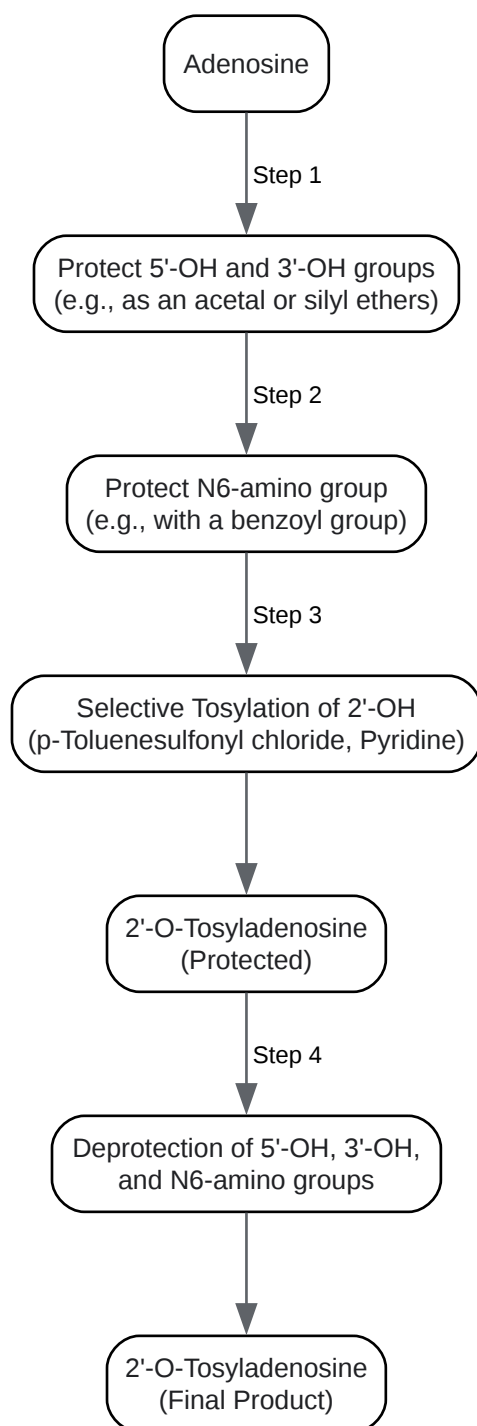 Adenosine
Step 1
Protect 5'-OH and 3'-OH groups
(e.g., as an acetal or silyl ethers)
Step 2
Protect N6-amino group
(e.g., with a benzoyl group)
Step 3
Selective Tosylation of 2'-OH
(p-Toluenesulfonyl chloride, Pyridine)
2'-O-Tosyladenosine
(Protected)
Step 4
Deprotection of 5'-OH, 3'-OH,
and N6-amino groups
2'-O-Tosyladenosine
(Final Product)